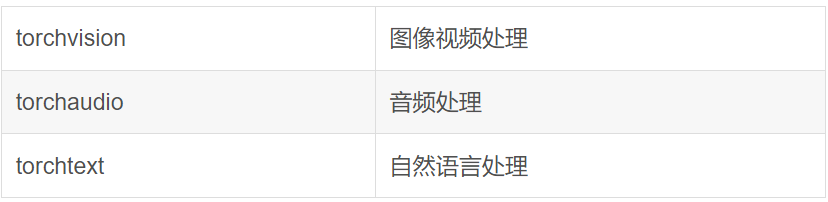 torchvision 图像视频处理
torchaudio 音频处理
torchtext 自然语言处理